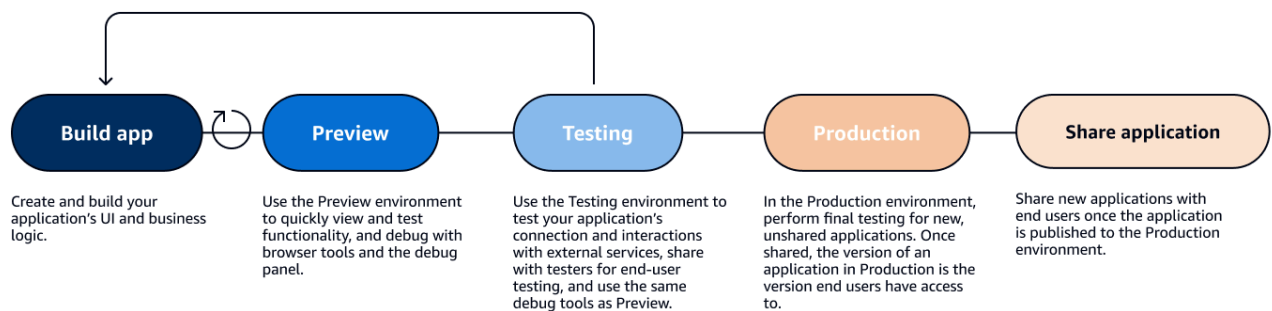 Build app
Preview
Testing
Production
Share application
Create and build your
application's UI and business
logic.
Use the Preview environment
to quickly view and test
functionality, and debug with
browser tools and the debug
panel.
Use the Testing environment to
test your application's
connection and interactions
with external services, share
with testers for end-user
testing, and use the same
debug tools as Preview.
In the Production environment,
perform final testing for new,
unshared applications. Once
shared, the version of an
application in Production is the
version end users have access
to.
Share new applications with
end users once the application
is published to the Production
environment.